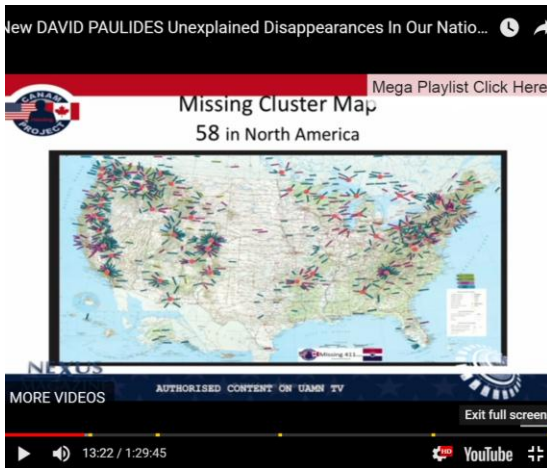 New DAVID PAULIDES Unexplained Disappearances In Our Natio...
Mega Playlist Click Here
CANAM
PROJECT
Missing Cluster Map
58 in North America
Missing 411
NEXUS
MAGAZINE
AUTHORISED CONTENT ON UAMN TV
MORE VIDEOS
Exit full screen
13:22 / 1:29:45
HD
YouTube